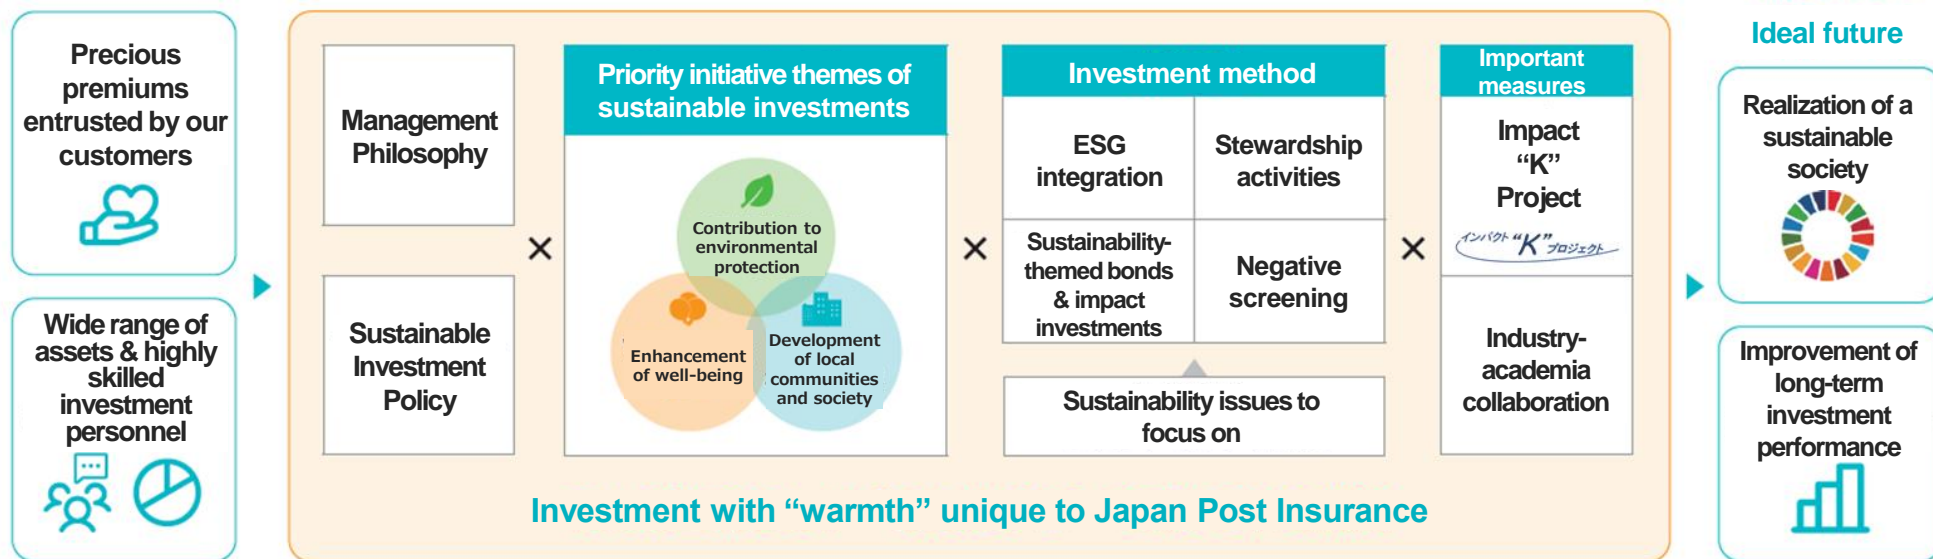 Precious
premiums
entrusted by our
customers
Wide range of
assets & highly
skilled
investment
personnel
Management
Philosophy
Sustainable
Investment
Policy
×
Priority initiative themes of
sustainable investments
Contribution to
environmental
protection
Enhancement
of well-being
Development
of local
communities
and society
×
Investment method
ESG
integration
Stewardship
activities
Sustainability-
themed bonds
& impact
investments
Negative
screening
Sustainability issues to
focus on
×
Important
measures
Impact
“K”
Project
インパクト “K” プロジェクト
Industry-
academia
collaboration
Investment with “warmth” unique to Japan Post Insurance
Ideal future
Realization of a
sustainable
society
Improvement of
long-term
investment
performance